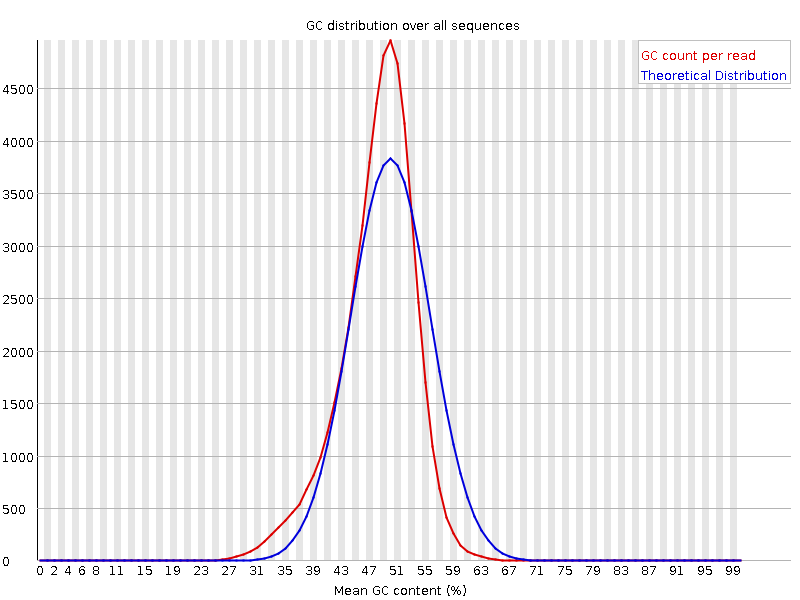 GC distribution over all sequences
GC count per read
Theoretical Distribution
4500
4000
3500
3000
2500
2000
1500
1000
500
0
0 2 4 6 8 11 15 19 23 27 31 35 39 43 47 51 55 59 63 67 71 75 79 83 87 91 95 99
Mean GC content (%)